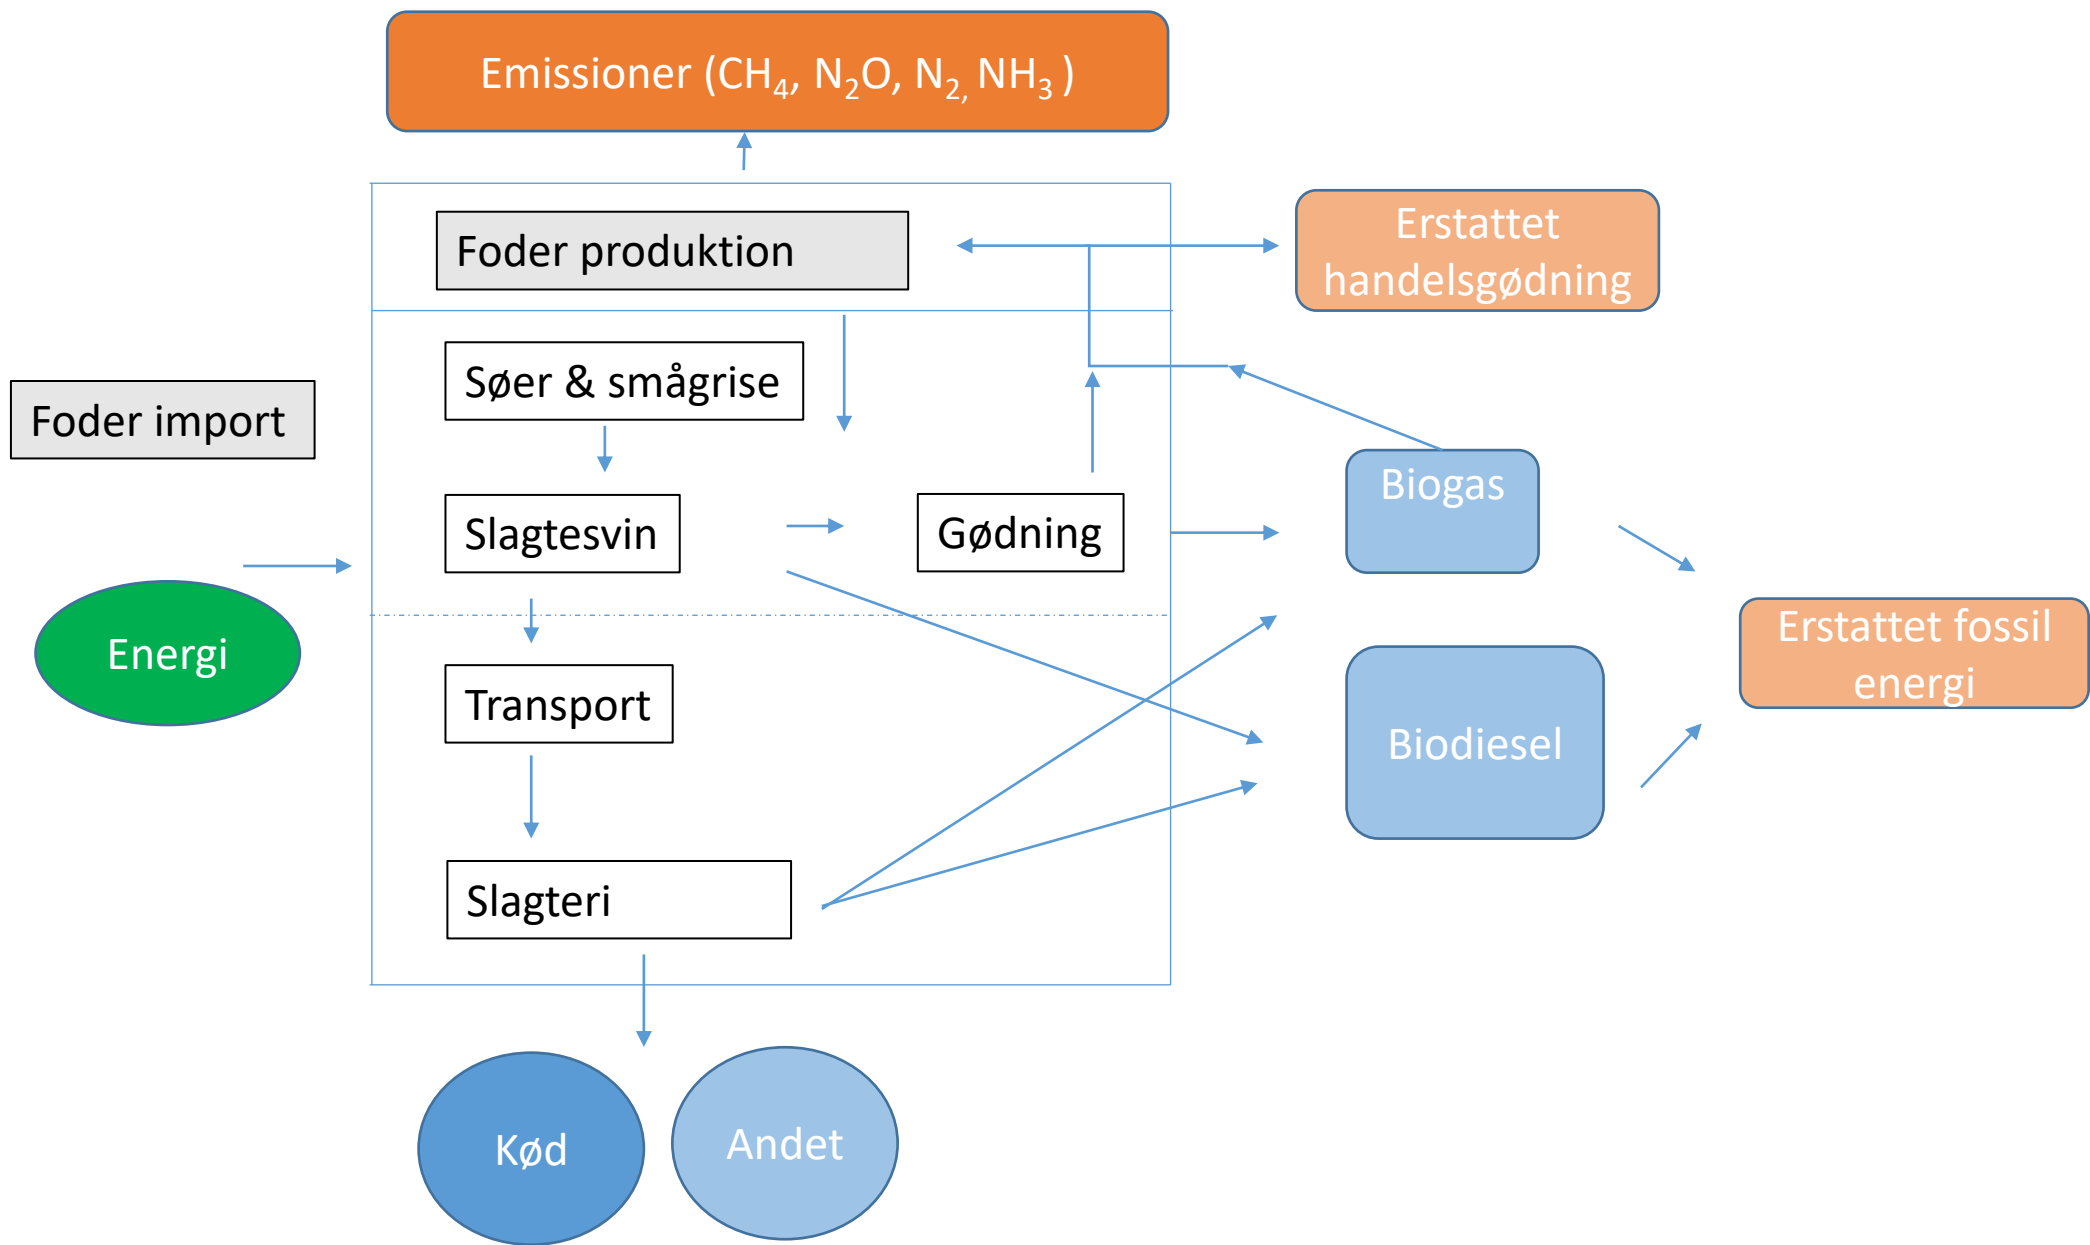 Emissioner (CH₄, N₂O, N₂, NH₃ )
Foder produktion
Erstattet
handelsgødning
Søer & smågrise
Foder import
Biogas
Slagtesvin
Gødning
Energi
Erstattet fossil
energi
Transport
Biodiesel
Slagteri
Kød
Andet